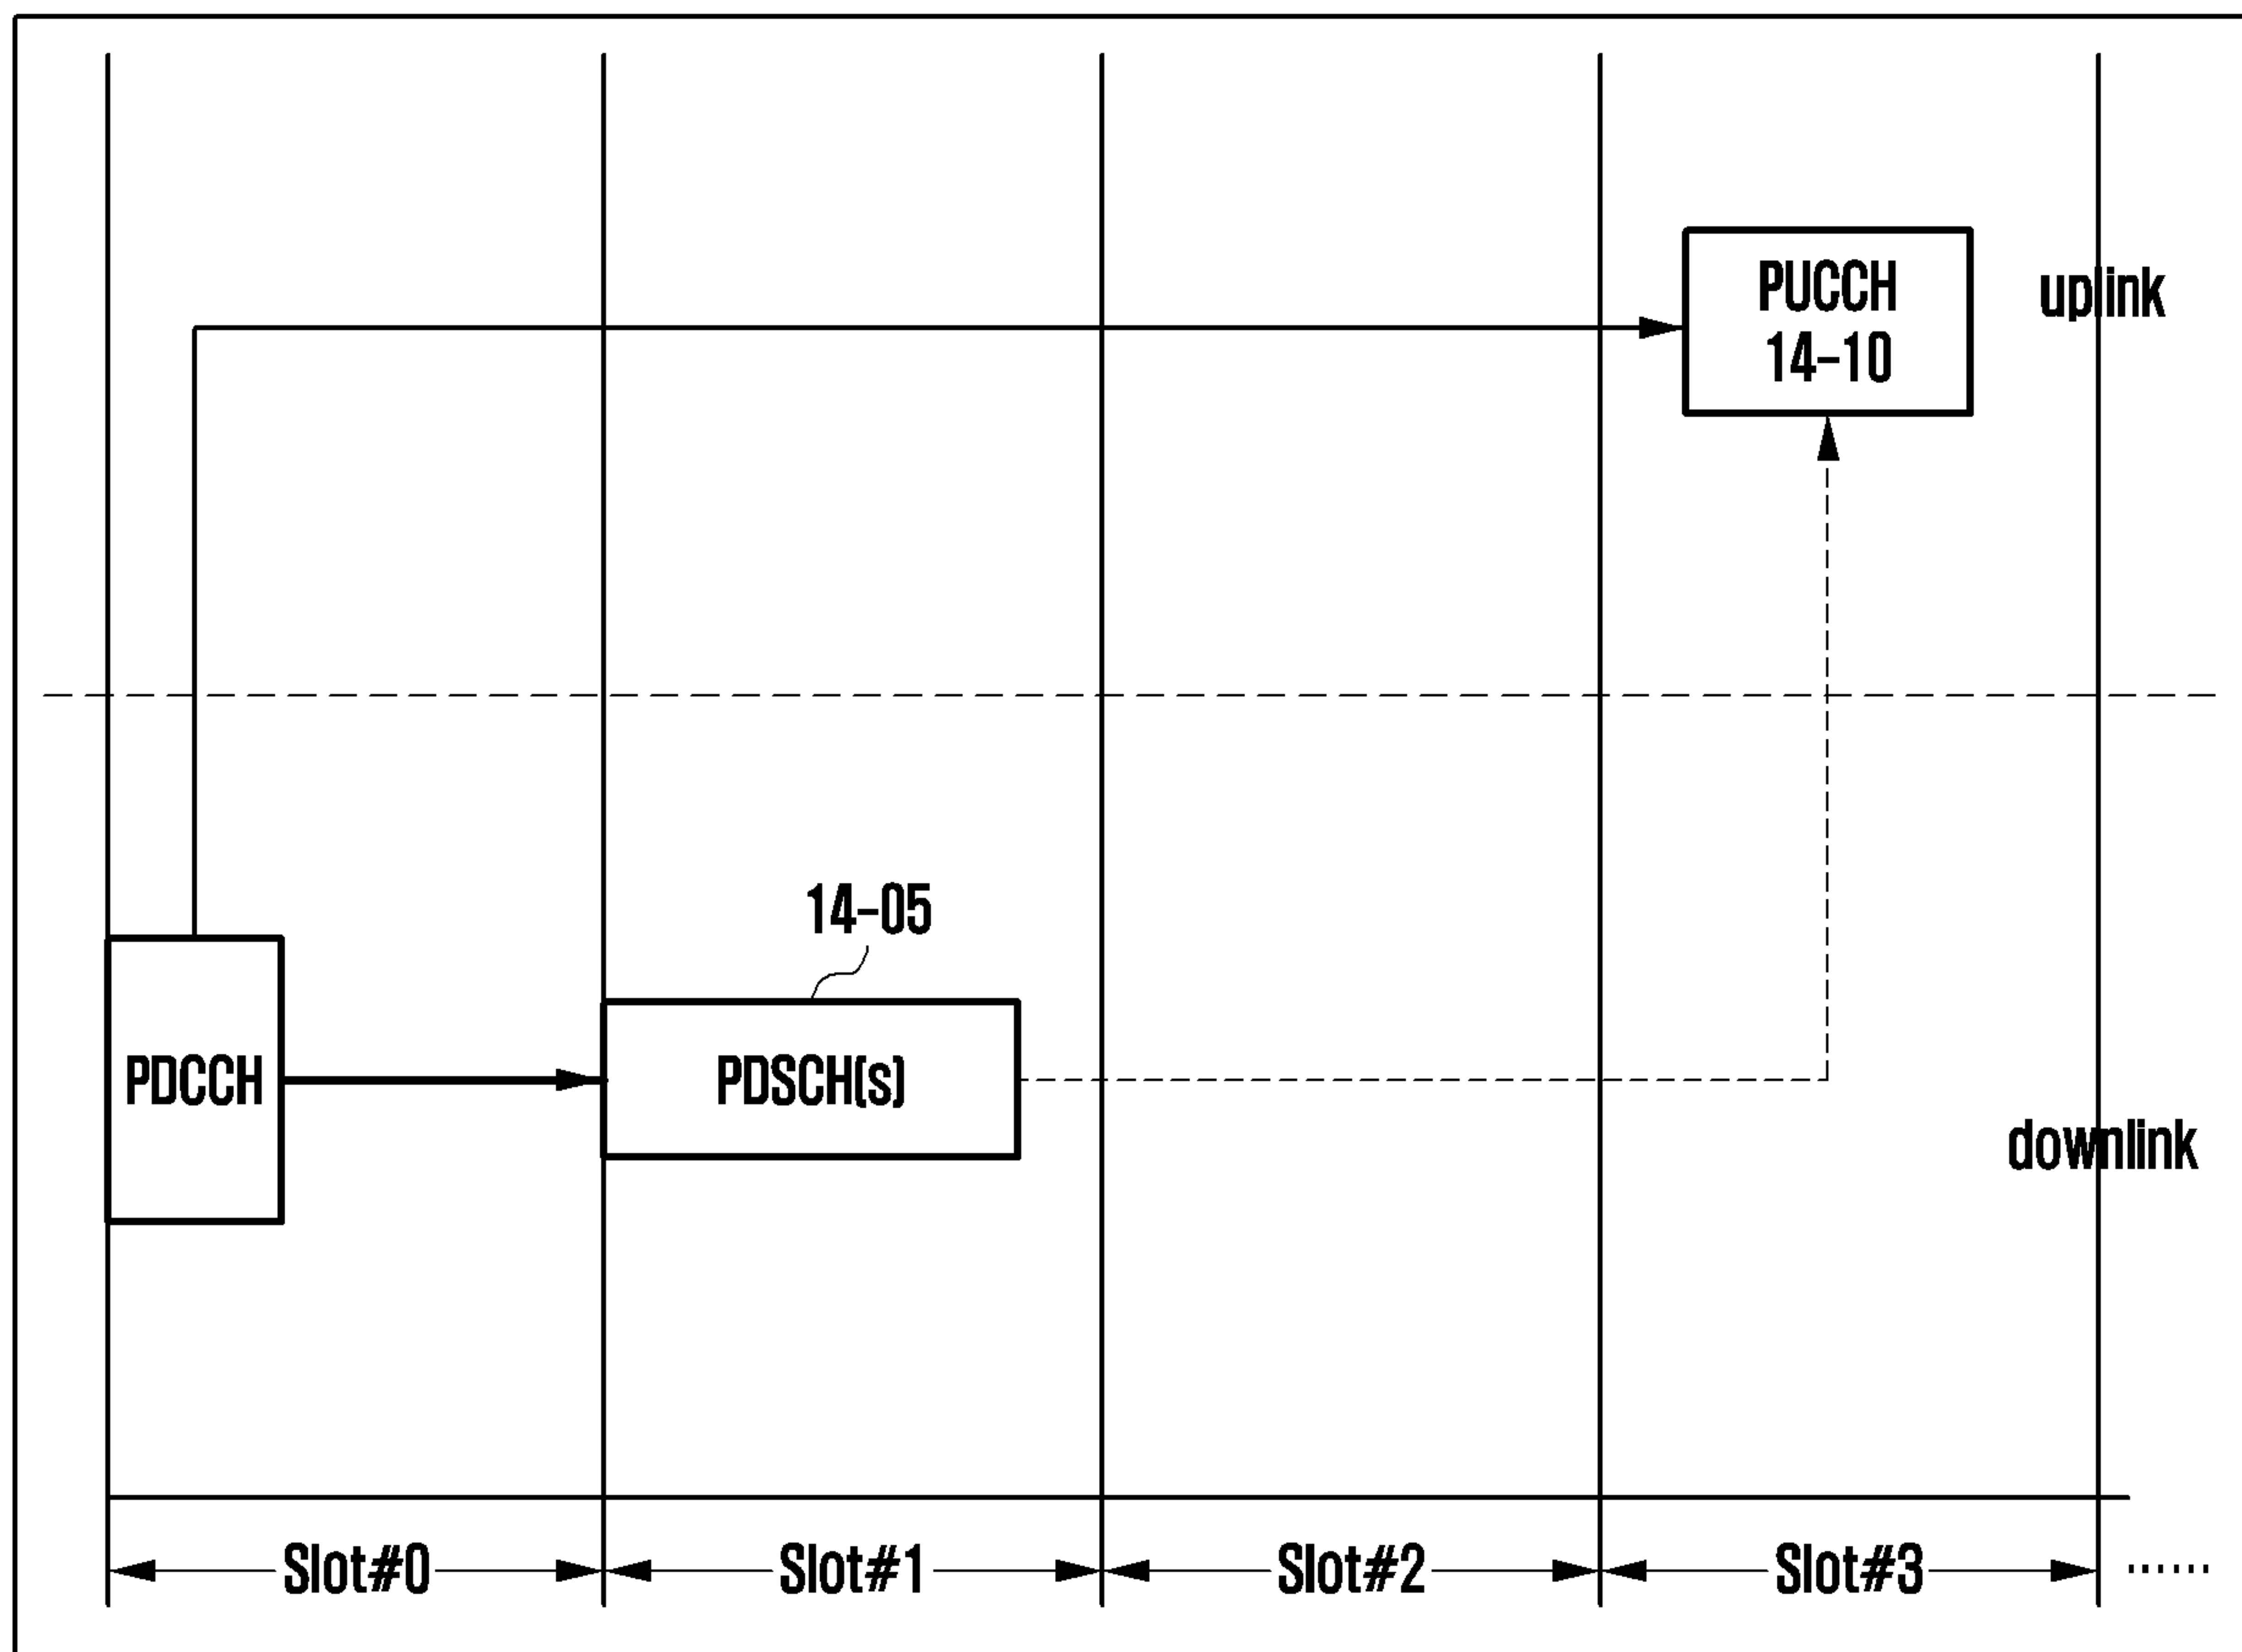 PUCCH
14-10
uplink
14-05
PDCCH
PDSCH(s)
downlink
Slot#0
Slot#1
Slot#2
Slot#3
......